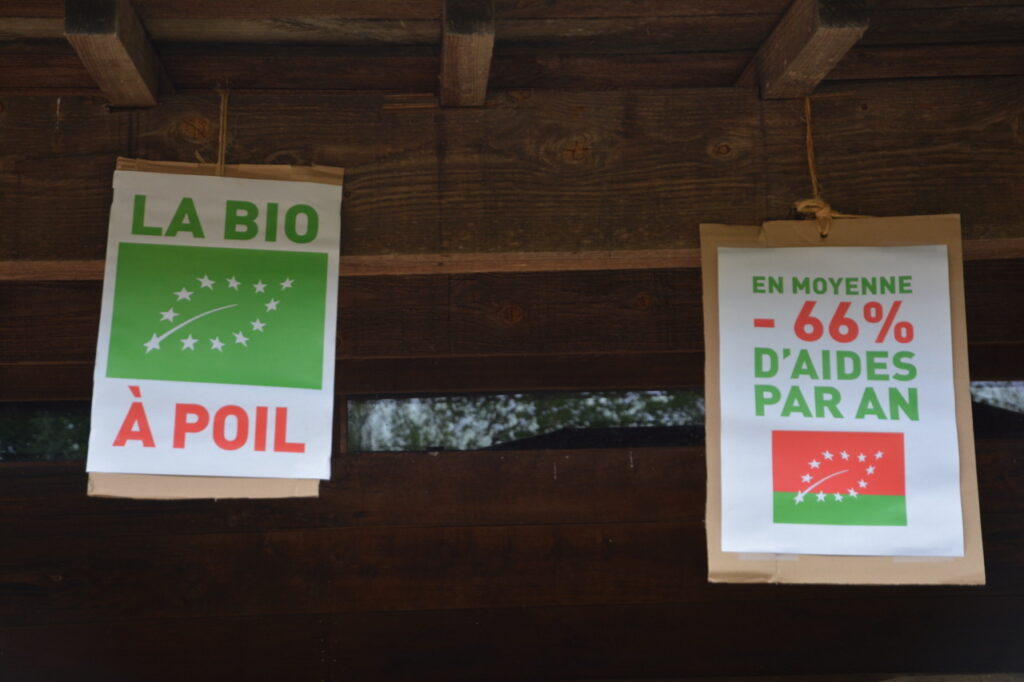 LA BIO
À POIL
EN MOYENNE
- 66%
D'AIDES
PAR AN